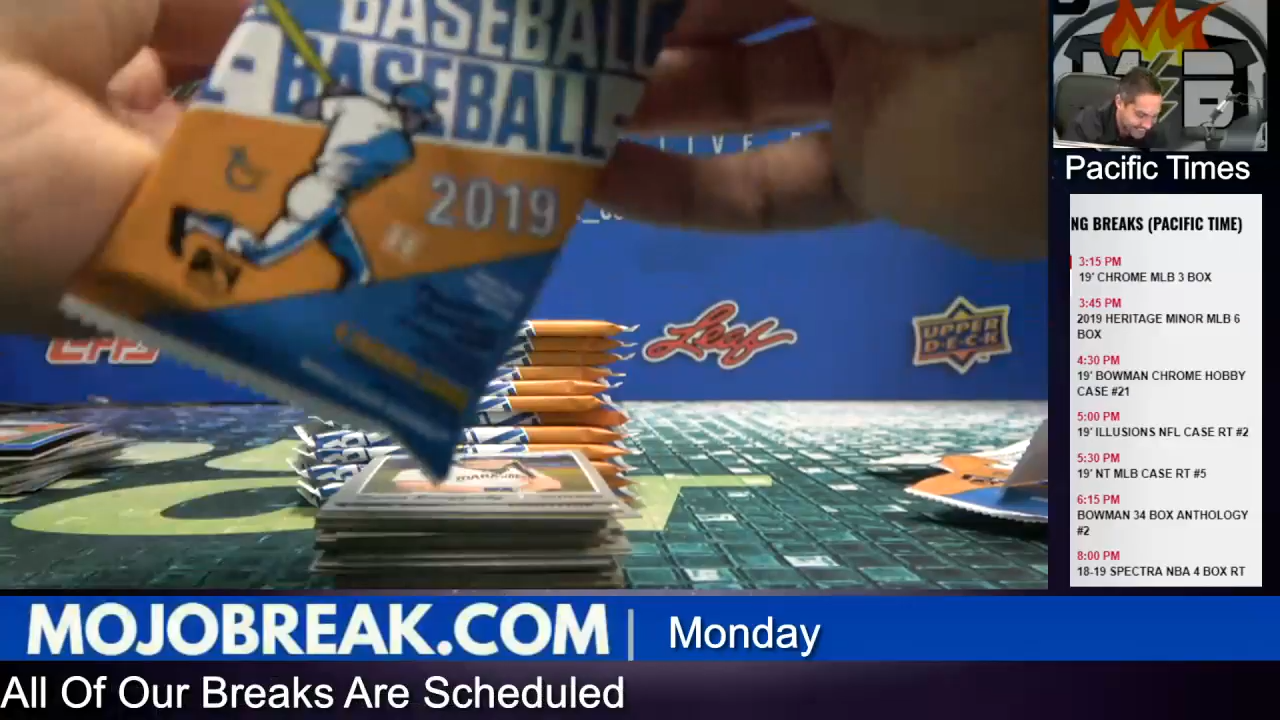 BASEBALL
BASEBALL
2019
LIVE
Leaf
UPPER
D·E·C·K
MB
Pacific Times
NG BREAKS (PACIFIC TIME)
3:15 PM
19' CHROME MLB 3 BOX
3:45 PM
2019 HERITAGE MINOR MLB 6
BOX
4:30 PM
19' BOWMAN CHROME HOBBY
CASE #21
5:00 PM
19' ILLUSIONS NFL CASE RT #2
5:30 PM
19' NT MLB CASE RT #5
6:15 PM
BOWMAN 34 BOX ANTHOLOGY
#2
8:00 PM
18-19 SPECTRA NBA 4 BOX RT
MOJOBREAK.COM | Monday
All Of Our Breaks Are Scheduled